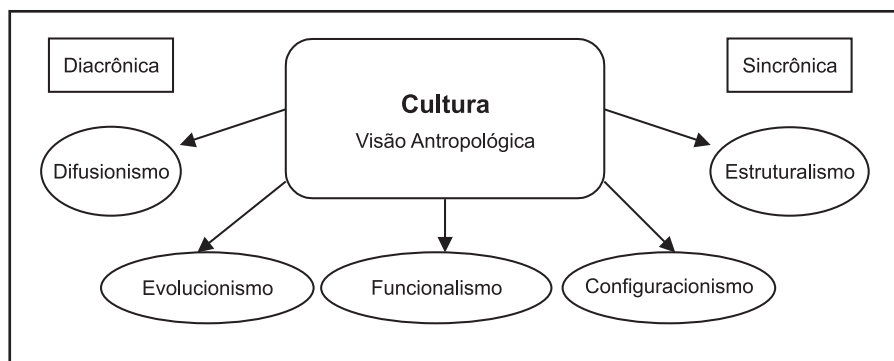 Diacrônica
Cultura
Visão Antropológica
Sincrônica
Difusionismo
Estruturalismo
Evolucionismo
Funcionalismo
Configuracionismo